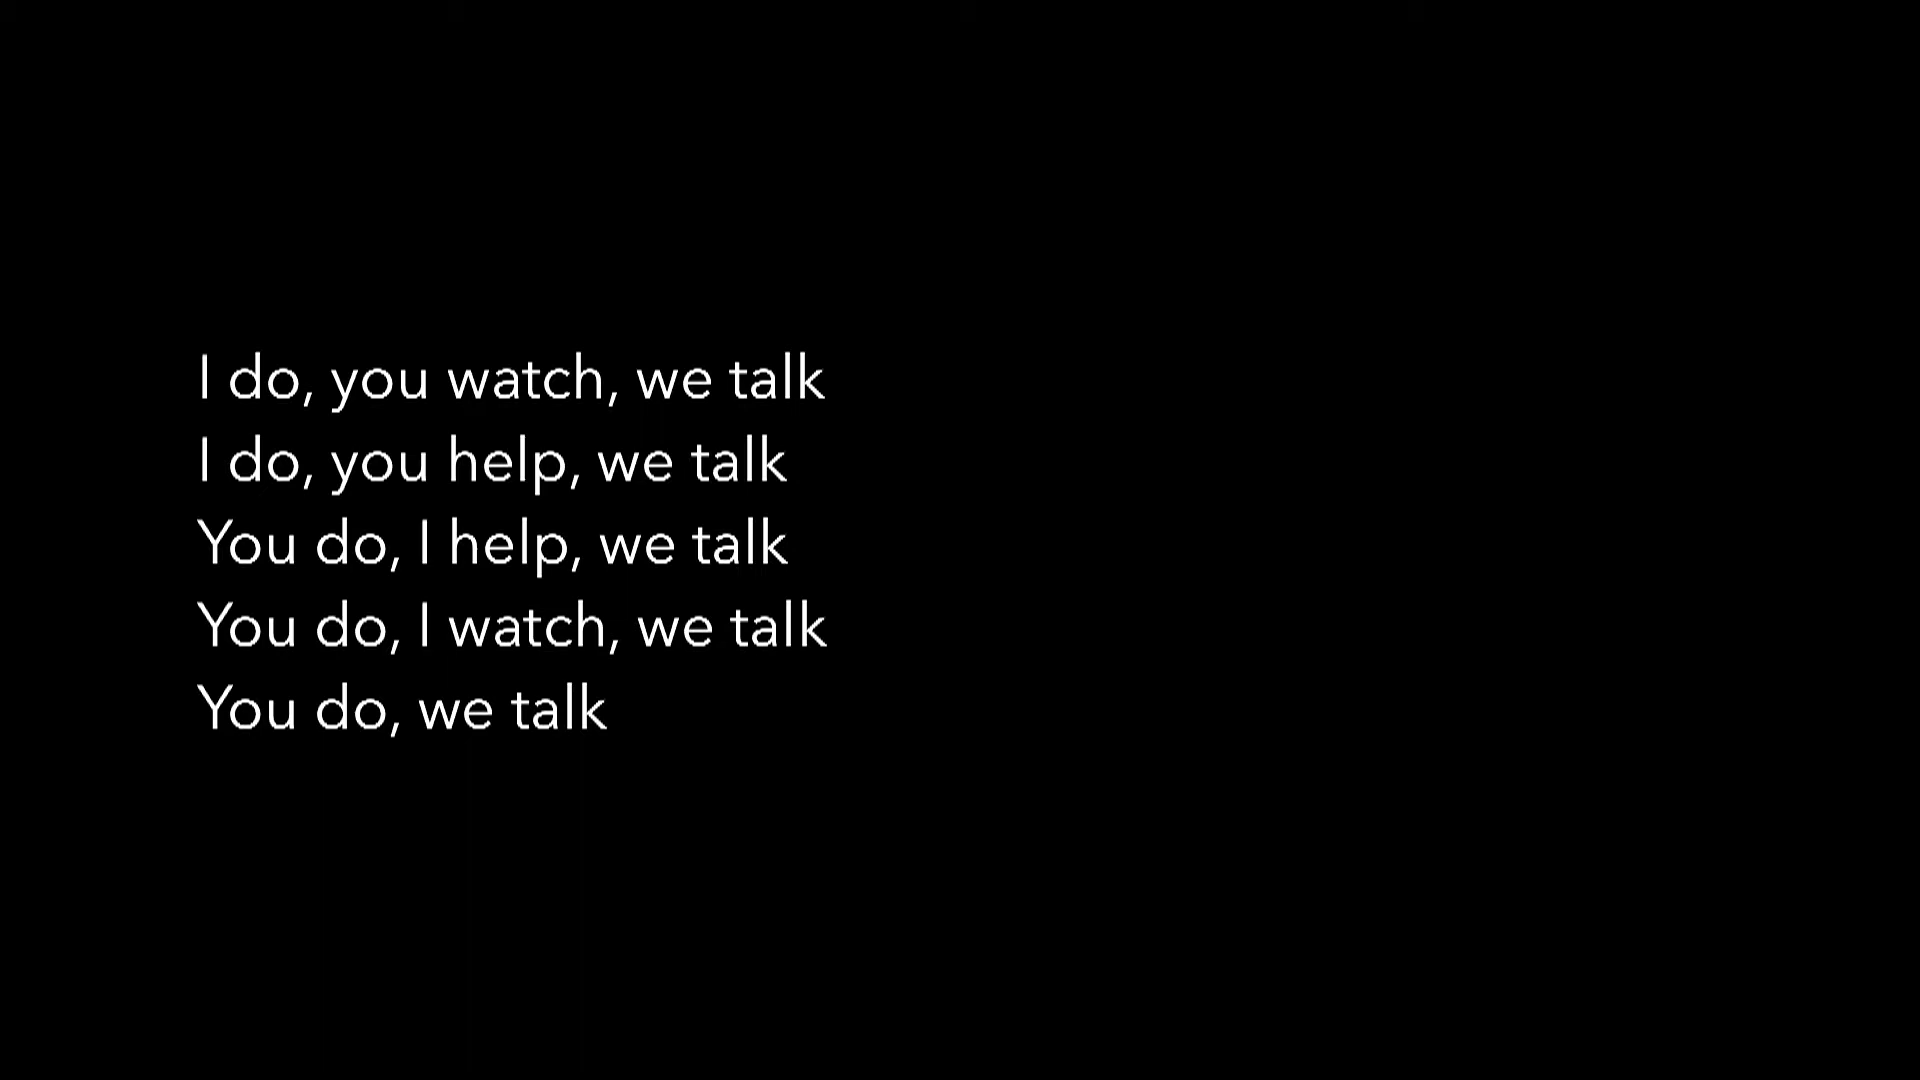 I do, you watch, we talk
I do, you help, we talk
You do, I help, we talk
You do, I watch, we talk
You do, we talk